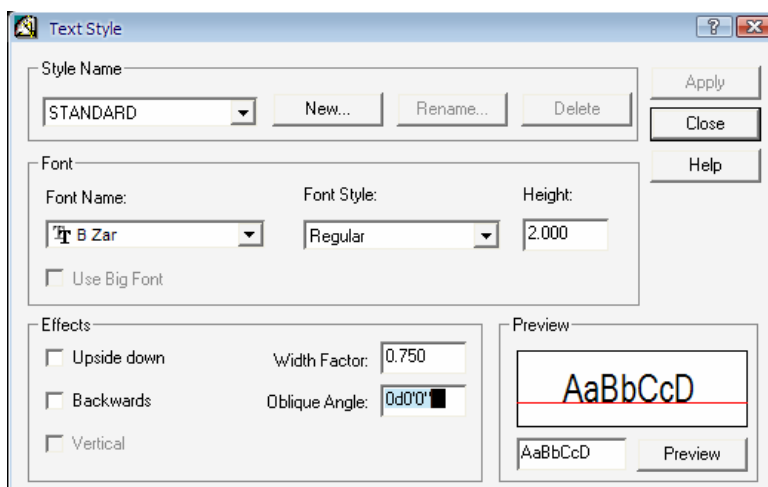 Text Style
Style Name
Apply
STANDARD New... Rename... Delete
Close
Font
Help
Font Name: Font Style: Height:
B Zar Regular 2.000
Use Big Font
Effects Preview
Upside down Width Factor: 0.750
AaBbCcD
Backwards Oblique Angle: 0d0'0"
Vertical AaBbCcD Preview